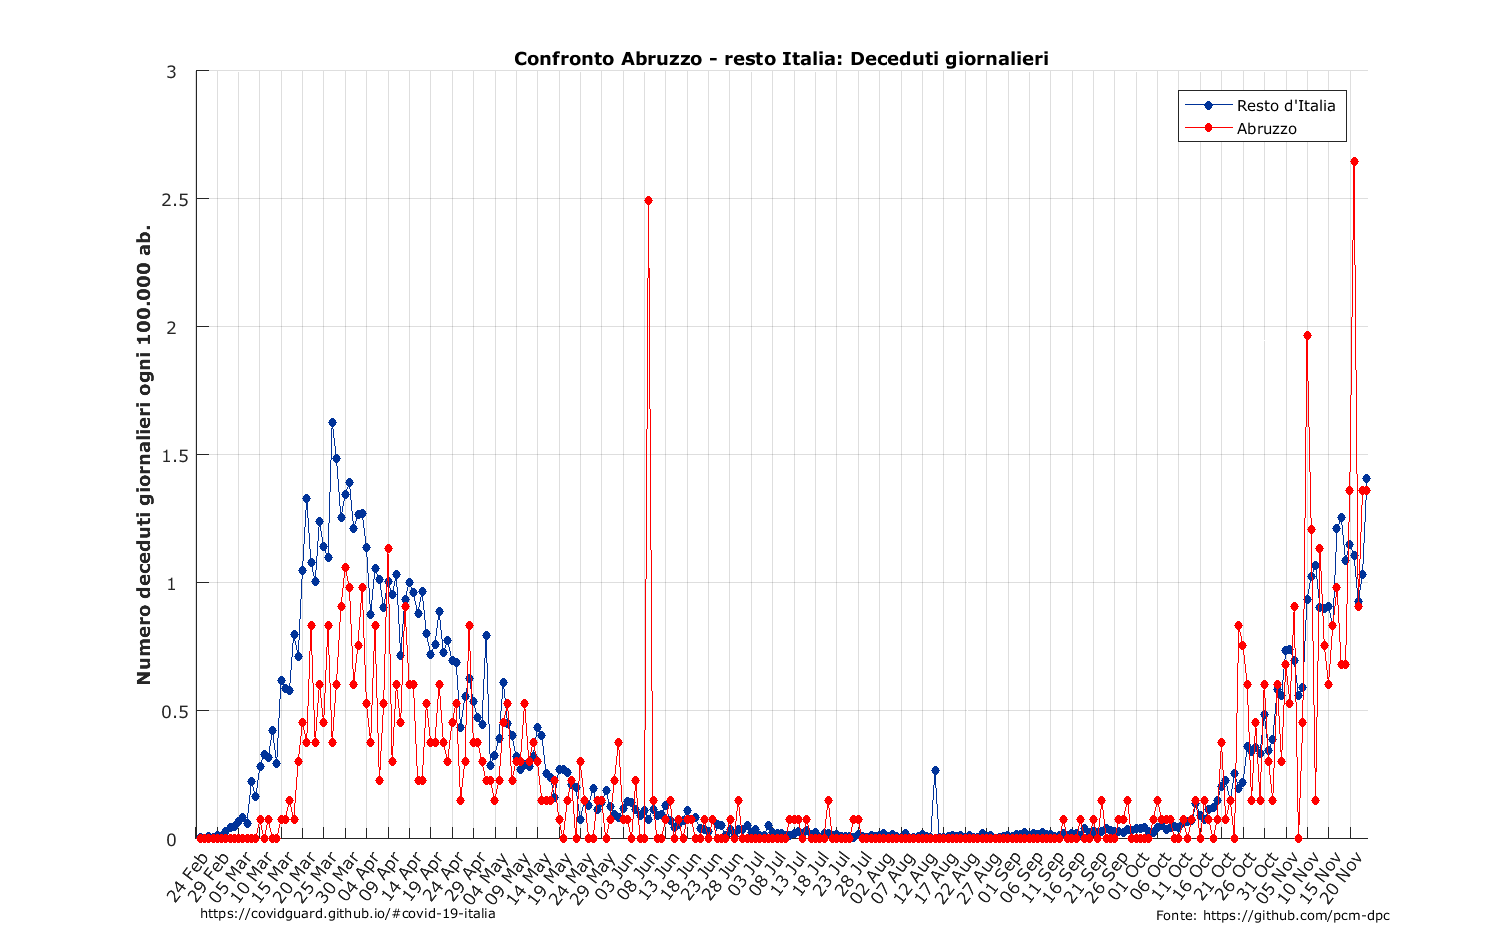 Confronto Abruzzo - resto Italia: Deceduti giornalieri
Resto d'Italia
Abruzzo
Numero deceduti giornalieri ogni 100.000 ab.
3
2.5
2
1.5
1
0.5
0
24 Feb
29 Feb
05 Mar
10 Mar
15 Mar
20 Mar
25 Mar
30 Mar
04 Apr
09 Apr
14 Apr
19 Apr
24 Apr
29 Apr
04 May
09 May
14 May
19 May
24 May
29 May
03 Jun
08 Jun
13 Jun
18 Jun
23 Jun
28 Jun
03 Jul
08 Jul
13 Jul
18 Jul
23 Jul
28 Jul
02 Aug
07 Aug
12 Aug
17 Aug
22 Aug
27 Aug
01 Sep
06 Sep
11 Sep
16 Sep
21 Sep
26 Sep
01 Oct
06 Oct
11 Oct
16 Oct
21 Oct
26 Oct
31 Oct
05 Nov
10 Nov
15 Nov
20 Nov
https://covidguard.github.io/#covid-19-italia
Fonte: https://github.com/pcm-dpc